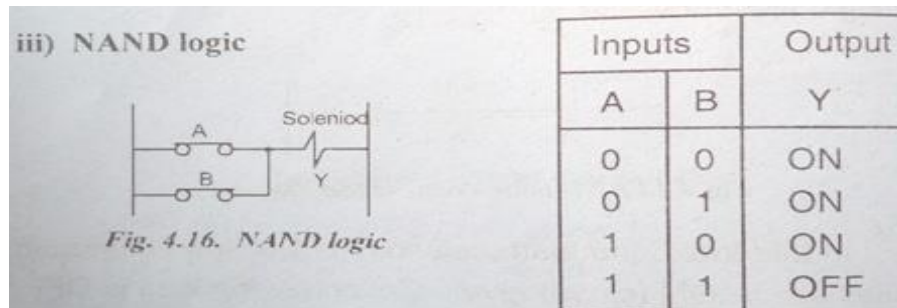 iii) NAND logic
A
Soleniod
B
Y
Fig. 4.16. NAND logic
Inputs Output
A B Y
0 0 ON
0 1 ON
1 0 ON
1 1 OFF